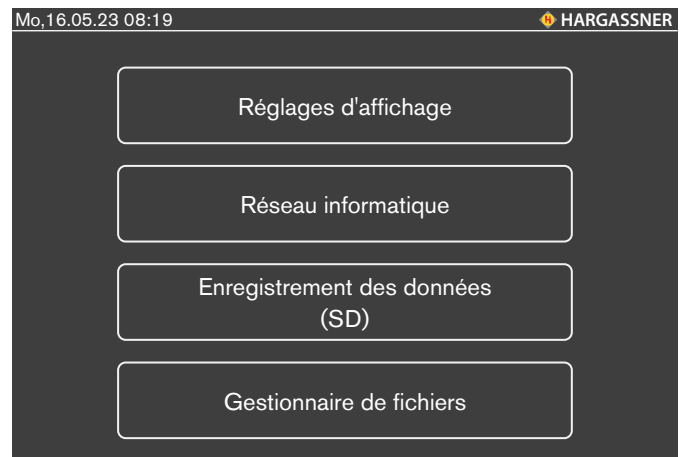 Mo,16.05.23 08:19 HARGASSNER
Réglages d'affichage
Réseau informatique
Enregistrement des données
(SD)
Gestionnaire de fichiers